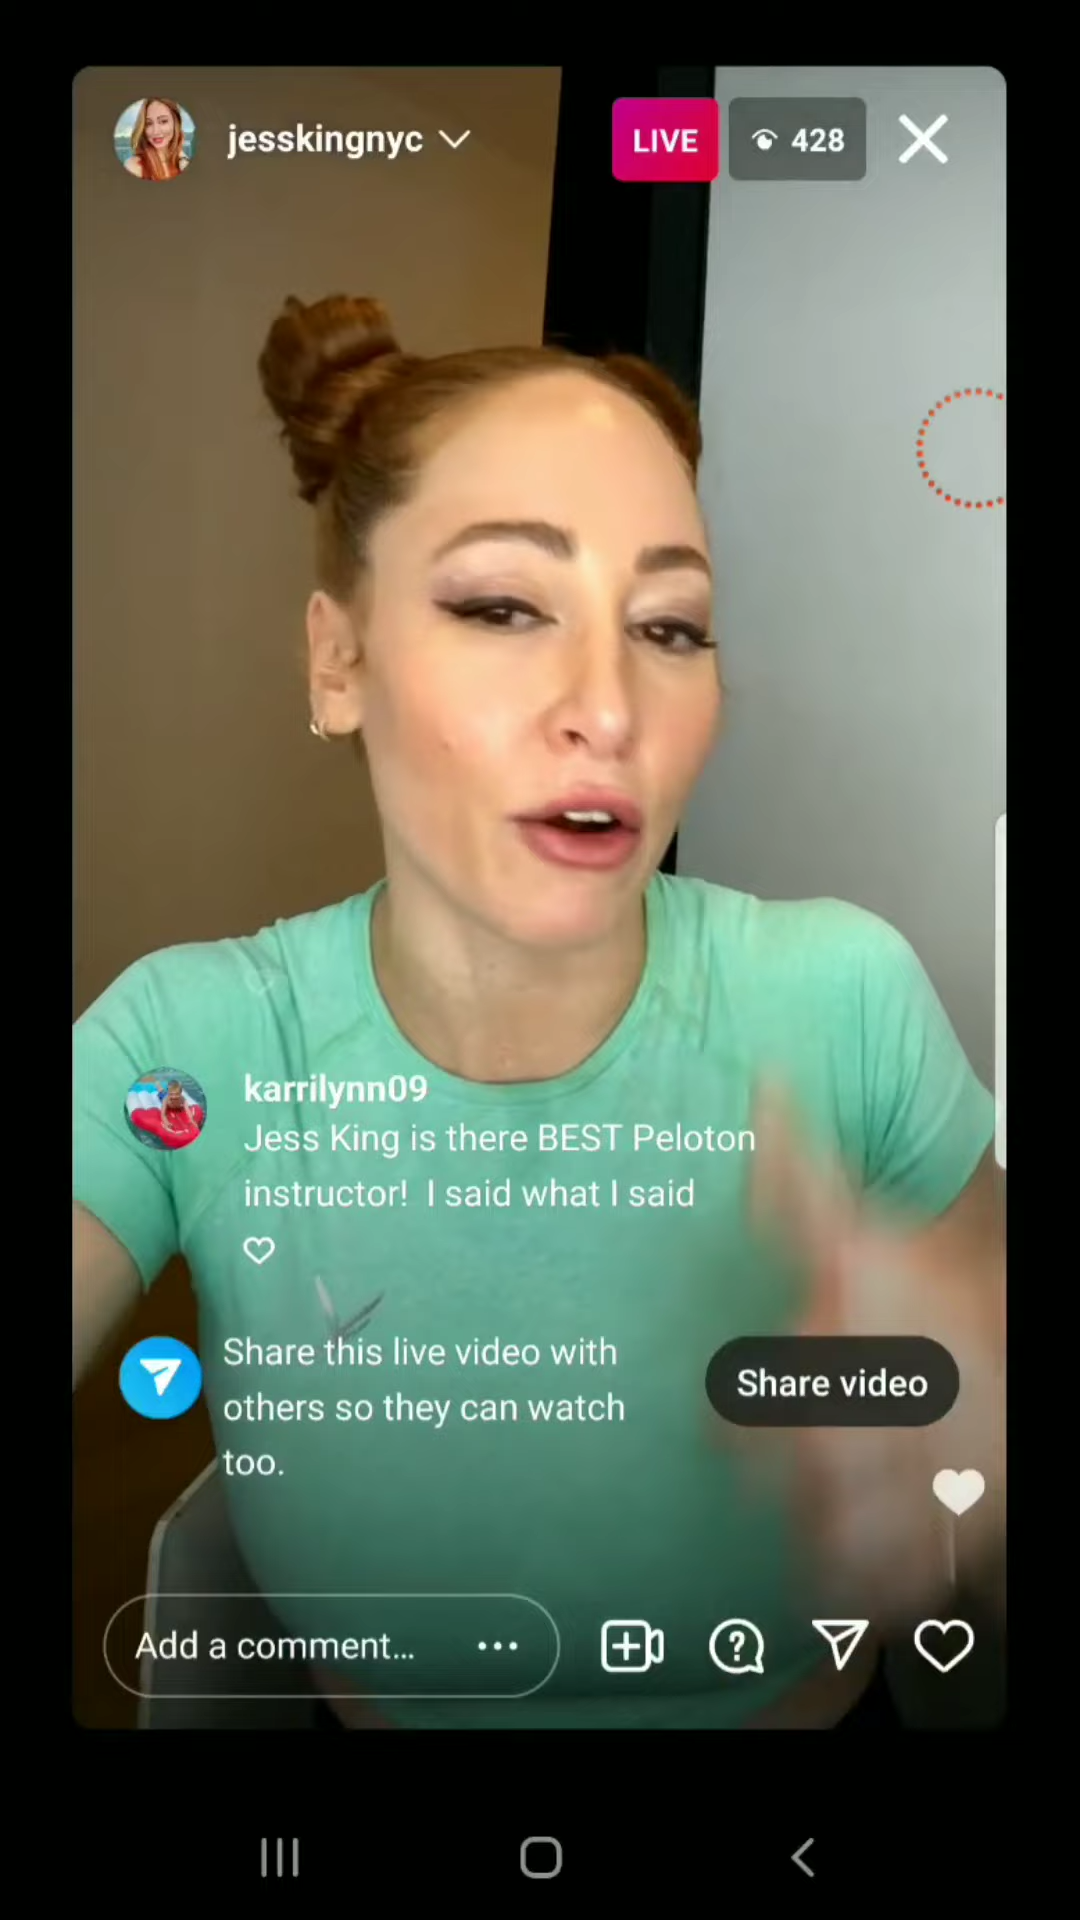 jesskingnyc
LIVE
428
karrilynn09
Jess King is there BEST Peloton
instructor! I said what I said
Share this live video with
others so they can watch
too.
Share video
Add a comment...